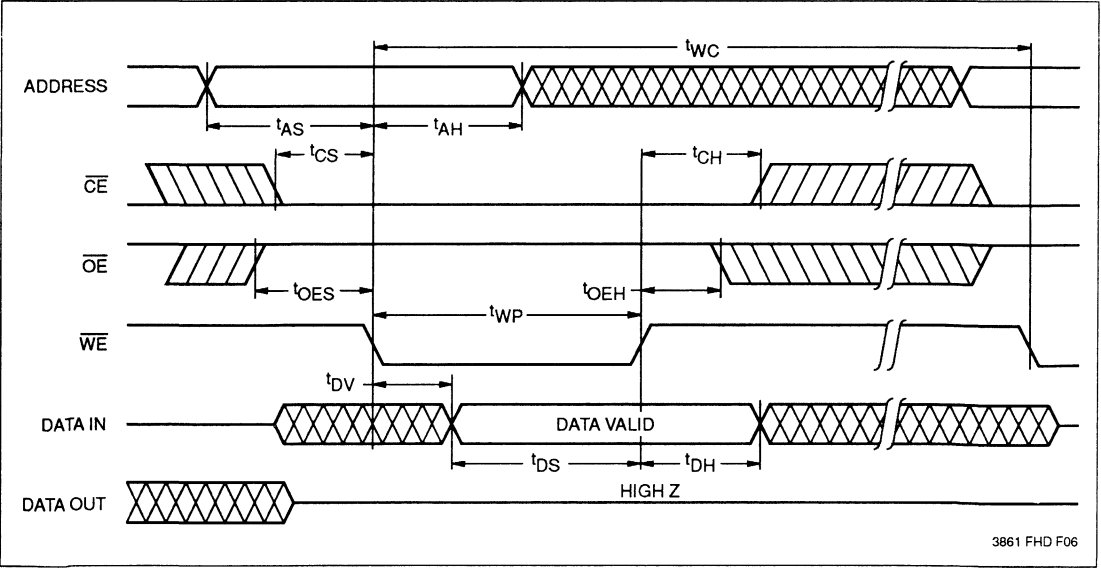 tWC
ADDRESS
tAS
tAH
tCS
tCH
CE
OE
tOES
tOEH
tWP
WE
tDV
DATA IN
DATA VALID
tDS
tDH
HIGH Z
DATA OUT
3861 FHD F06